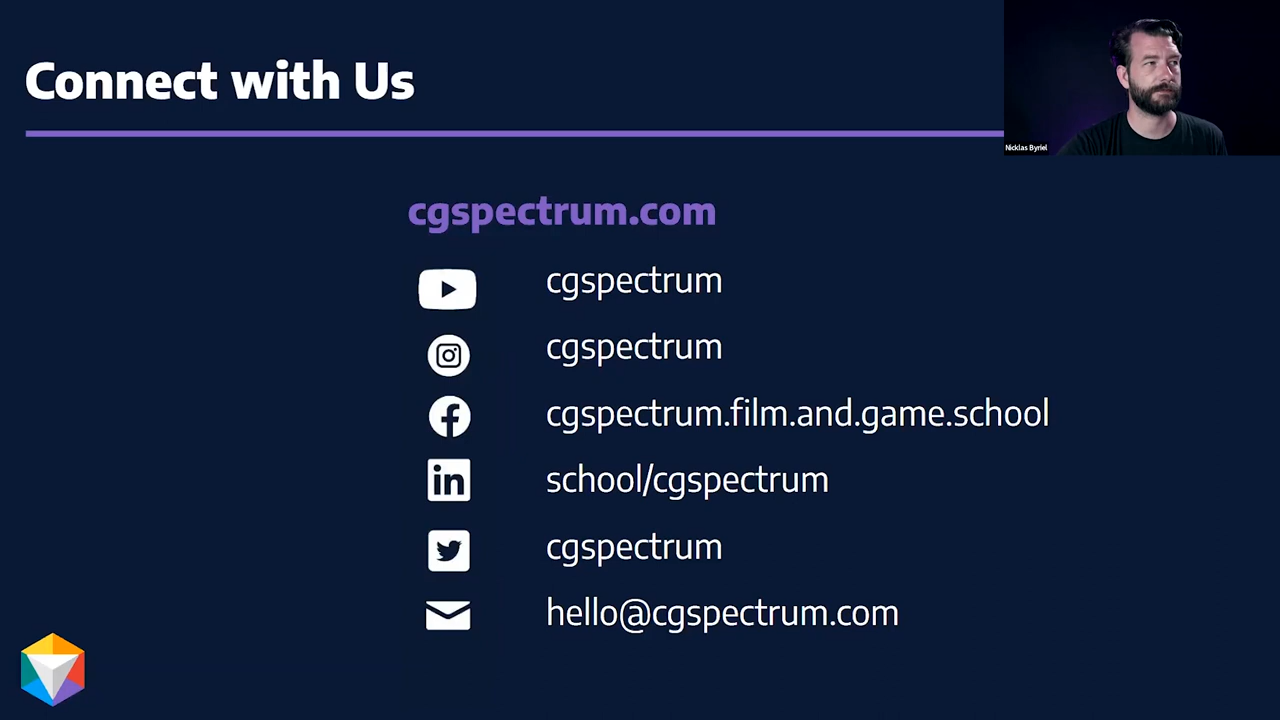 Connect with Us
Nicklas Byriel
cgspectrum.com
cgspectrum
cgspectrum
cgspectrum.film.and.game.school
in
school/cgspectrum
cgspectrum
hello@cgspectrum.com